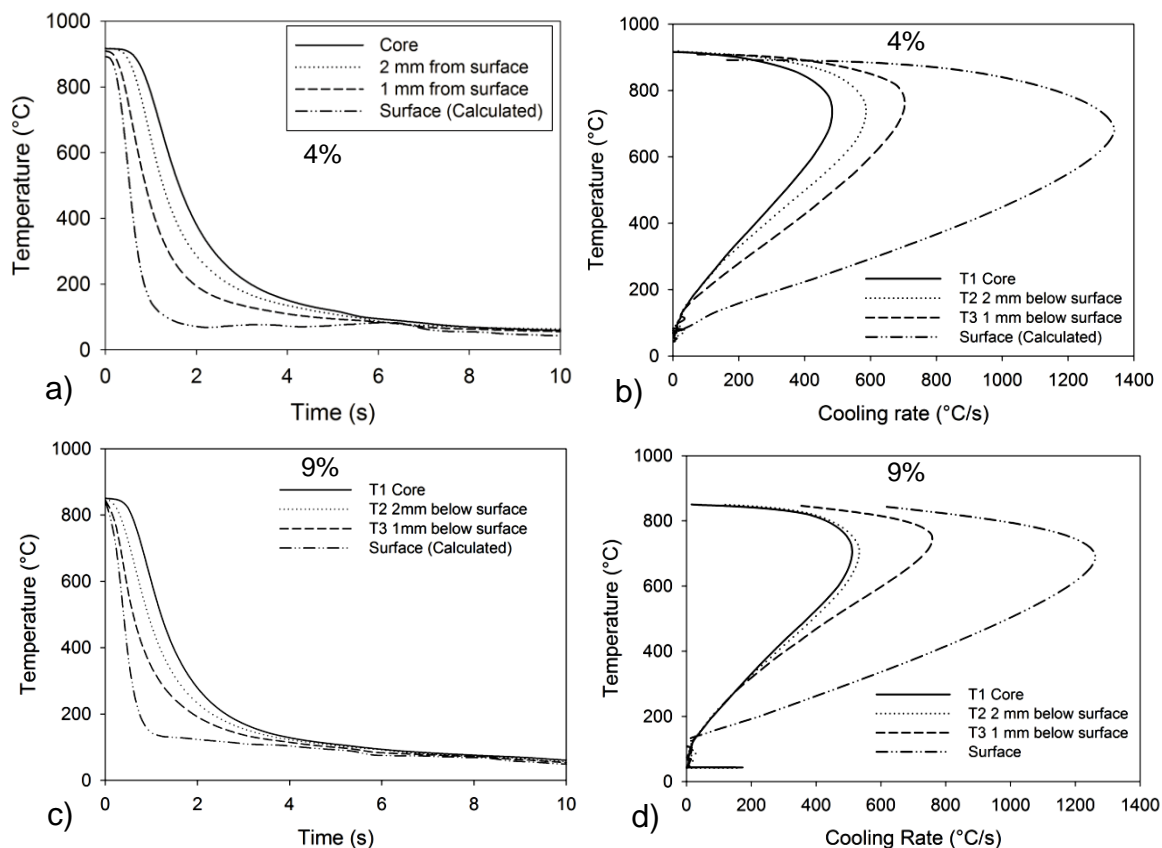 1000
800
600
400
200
0
Temperature (°C)
Core
2 mm from surface
1 mm from surface
Surface (Calculated)
4%
0 2 4 6 8 10
Time (s)
a)
1000
800
600
400
200
0
Temperature (°C)
4%
T1 Core
T2 2 mm below surface
T3 1 mm below surface
Surface (Calculated)
0 200 400 600 800 1000 1200 1400
Cooling rate (°C/s)
b)
1000
800
600
400
200
0
Temperature (°C)
9%
T1 Core
T2 2mm below surface
T3 1mm below surface
Surface (Calculated)
0 2 4 6 8 10
Time (s)
c)
1000
800
600
400
200
0
Temperature (°C)
9%
T1 Core
T2 2 mm below surface
T3 1 mm below surface
Surface
0 200 400 600 800 1000 1200 1400
Cooling Rate (°C/s)
d)